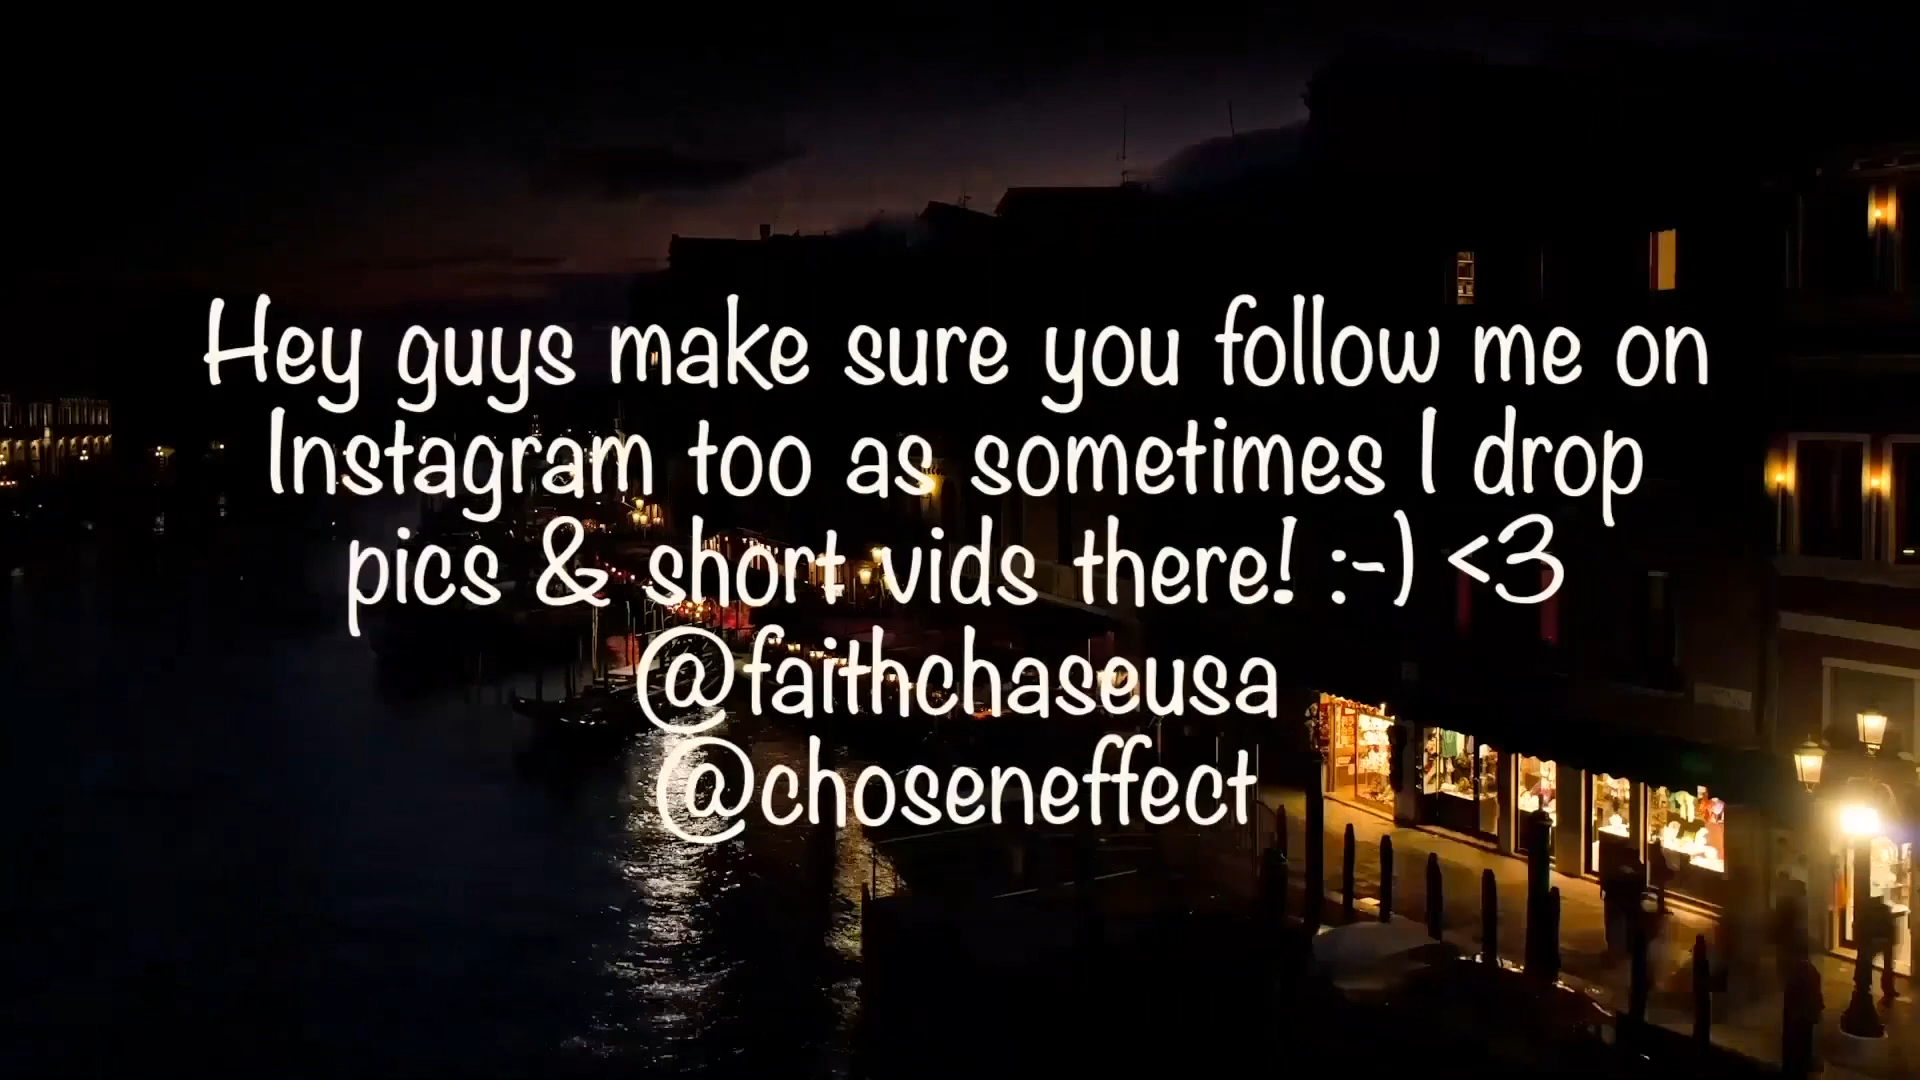 Hey guys make sure you follow me on
Instagram too as sometimes I drop
pics & short vids there! :-) <3
@faithchaseusa
@choseneffect